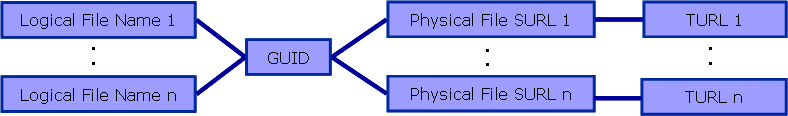 Logical File Name 1
Physical File SURL 1
TURL 1
GUID
Logical File Name n
Physical File SURL n
TURL n